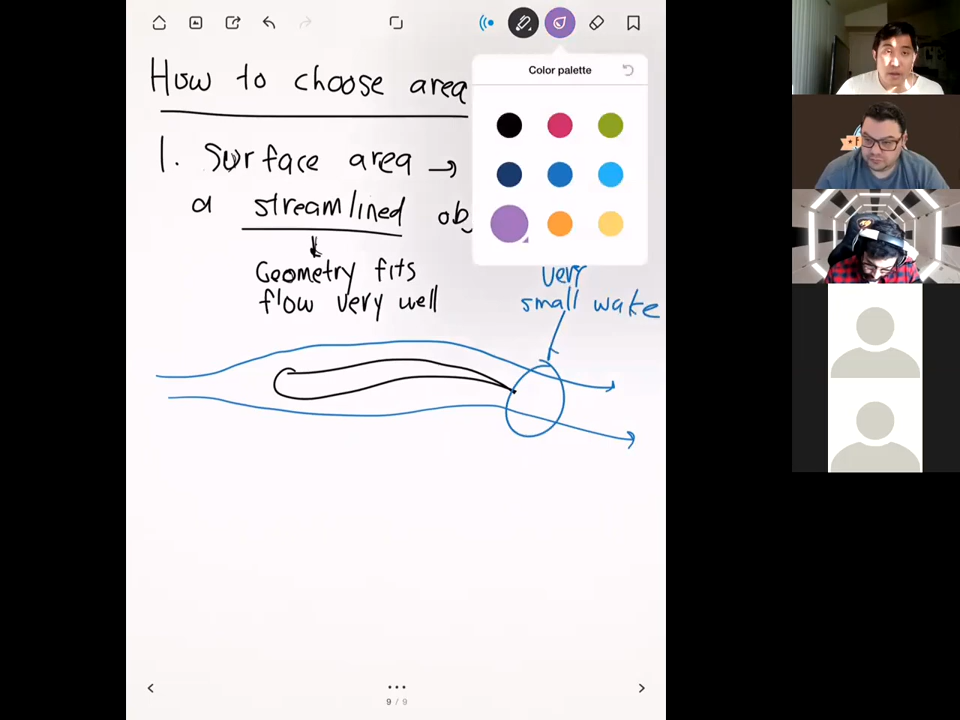 How to choose area
Color palette
1. Surface area →
a streamlined obj
Geometry fits
flow very well
very
small wake
9 / 9